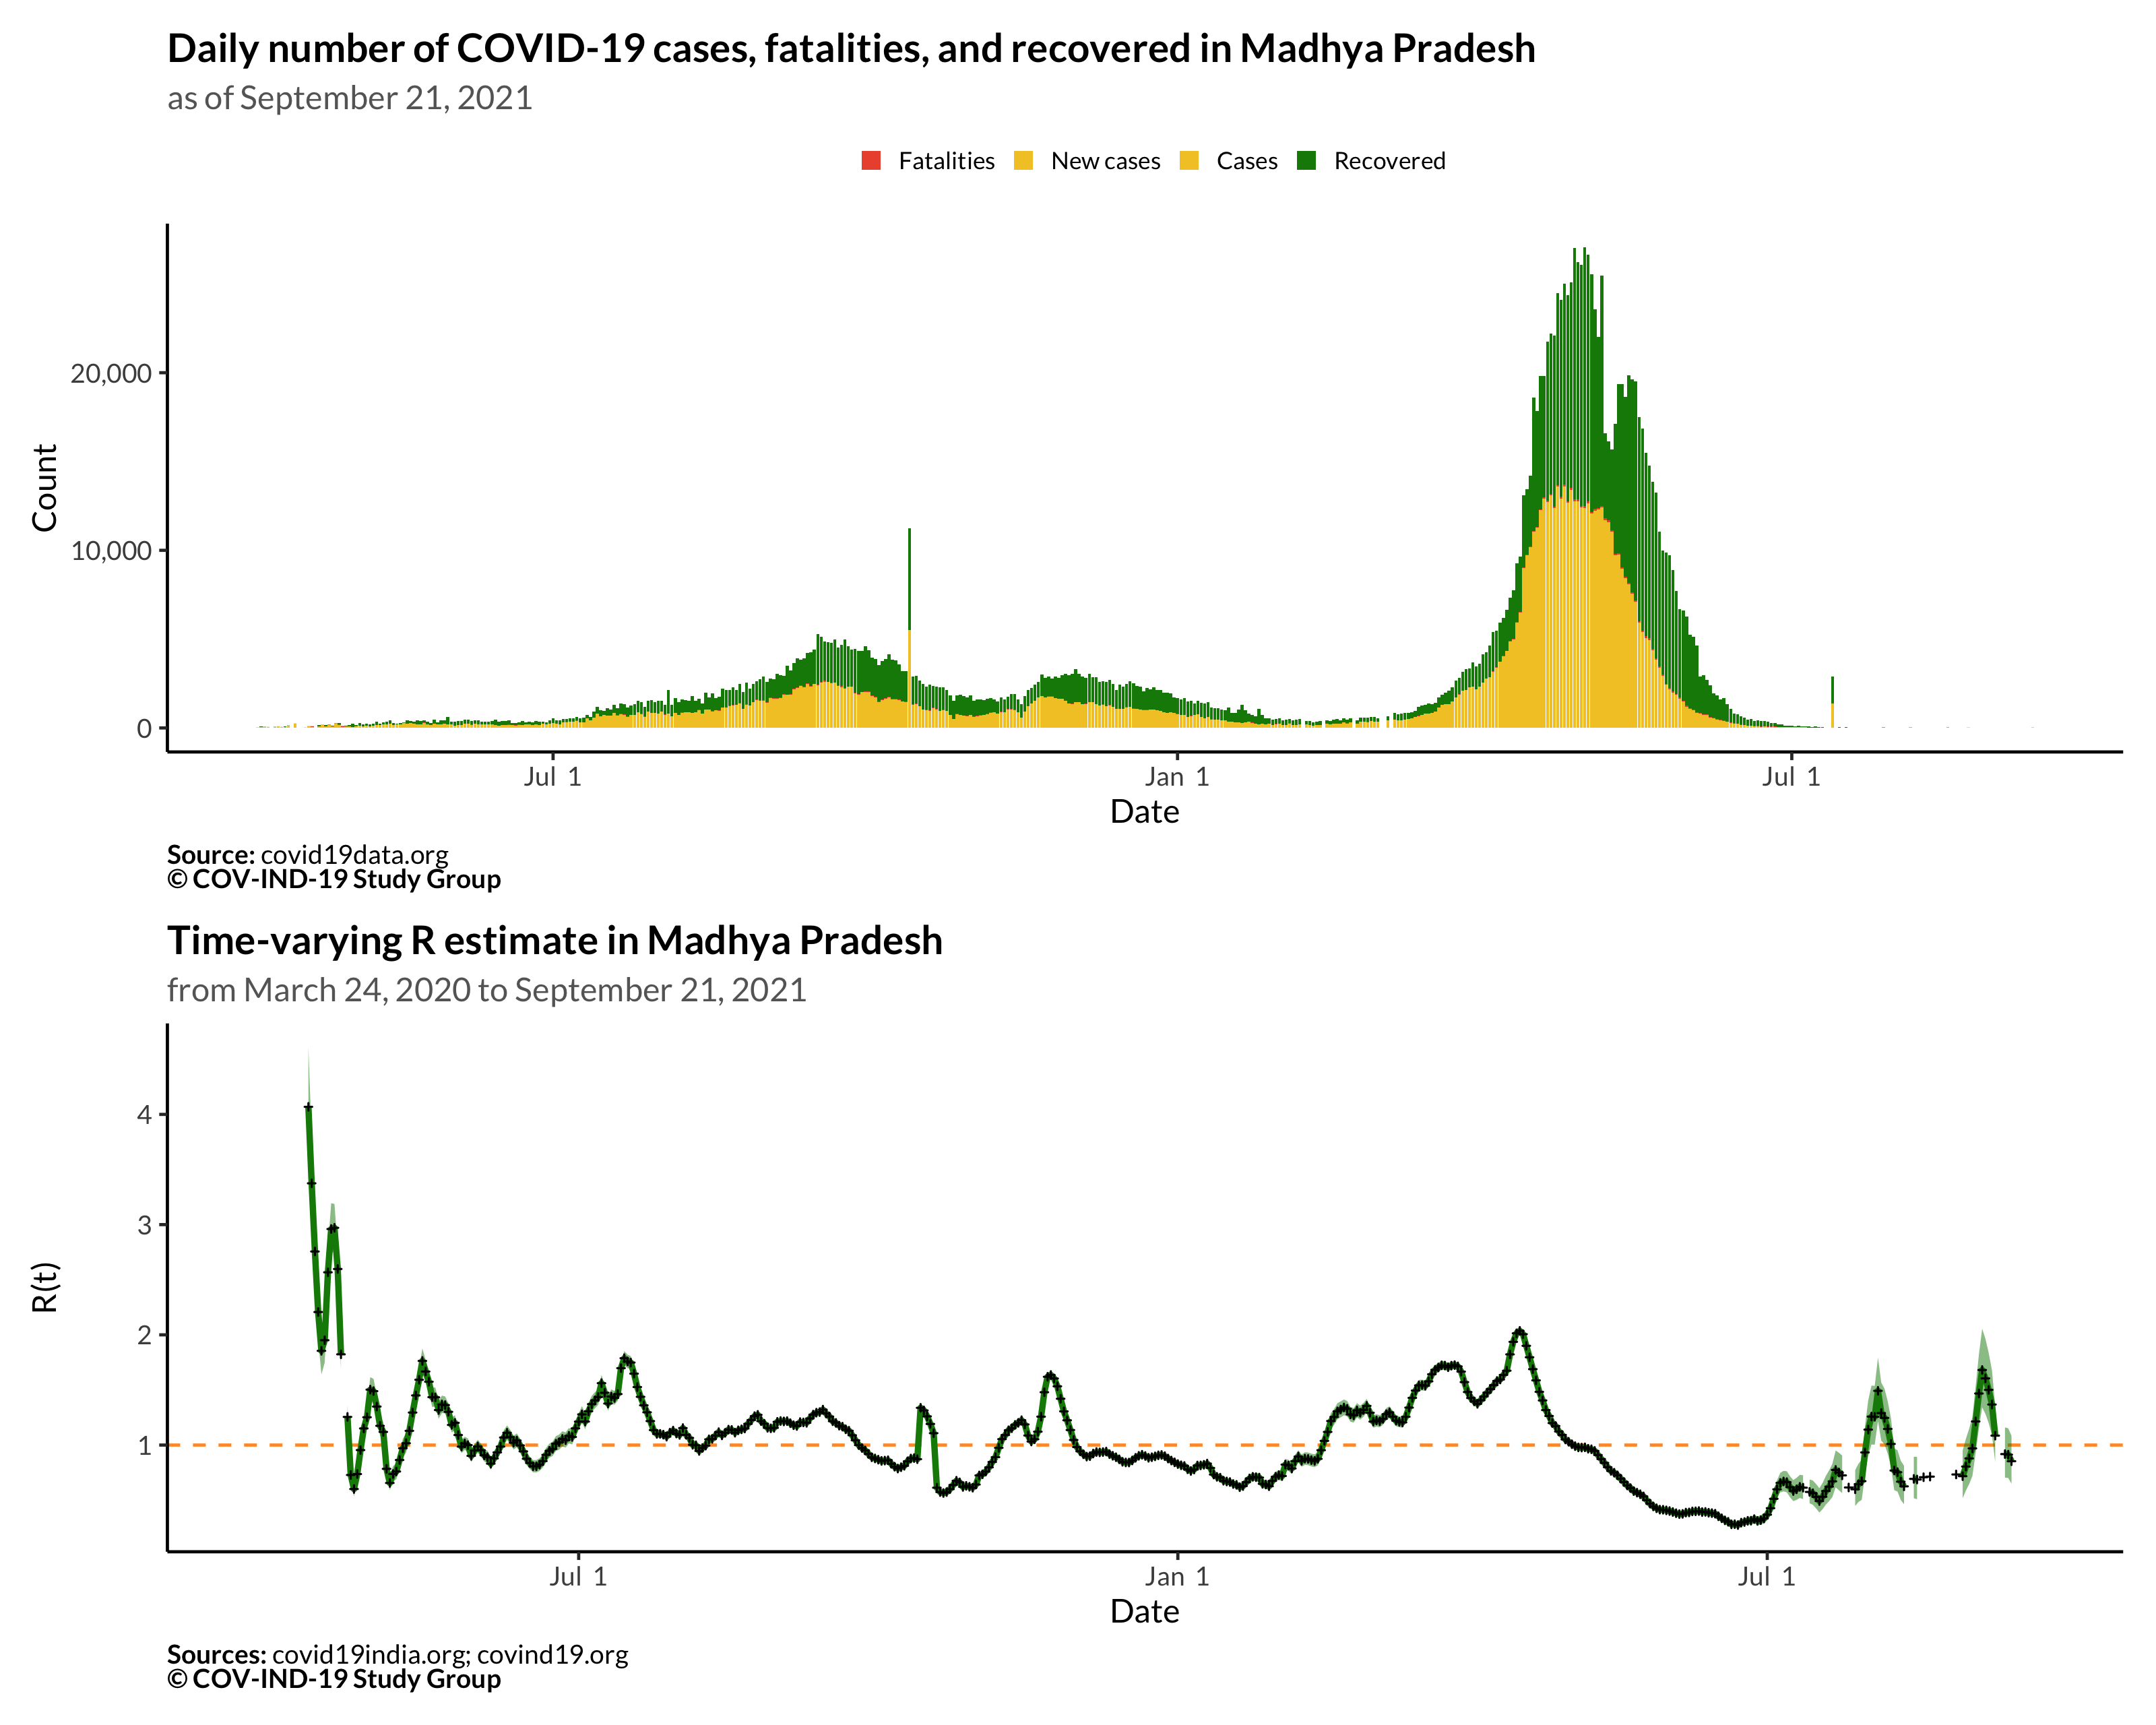 Daily number of COVID-19 cases, fatalities, and recovered in Madhya Pradesh
as of September 21, 2021
Fatalities New cases Cases Recovered
Count
20,000
10,000
0
Jul 1 Jan 1 Jul 1
Date
Source: covid19data.org
© COV-IND-19 Study Group
Time-varying R estimate in Madhya Pradesh
from March 24, 2020 to September 21, 2021
R(t)
4
3
2
1
Jul 1 Jan 1 Jul 1
Date
Sources: covid19india.org; covind19.org
© COV-IND-19 Study Group